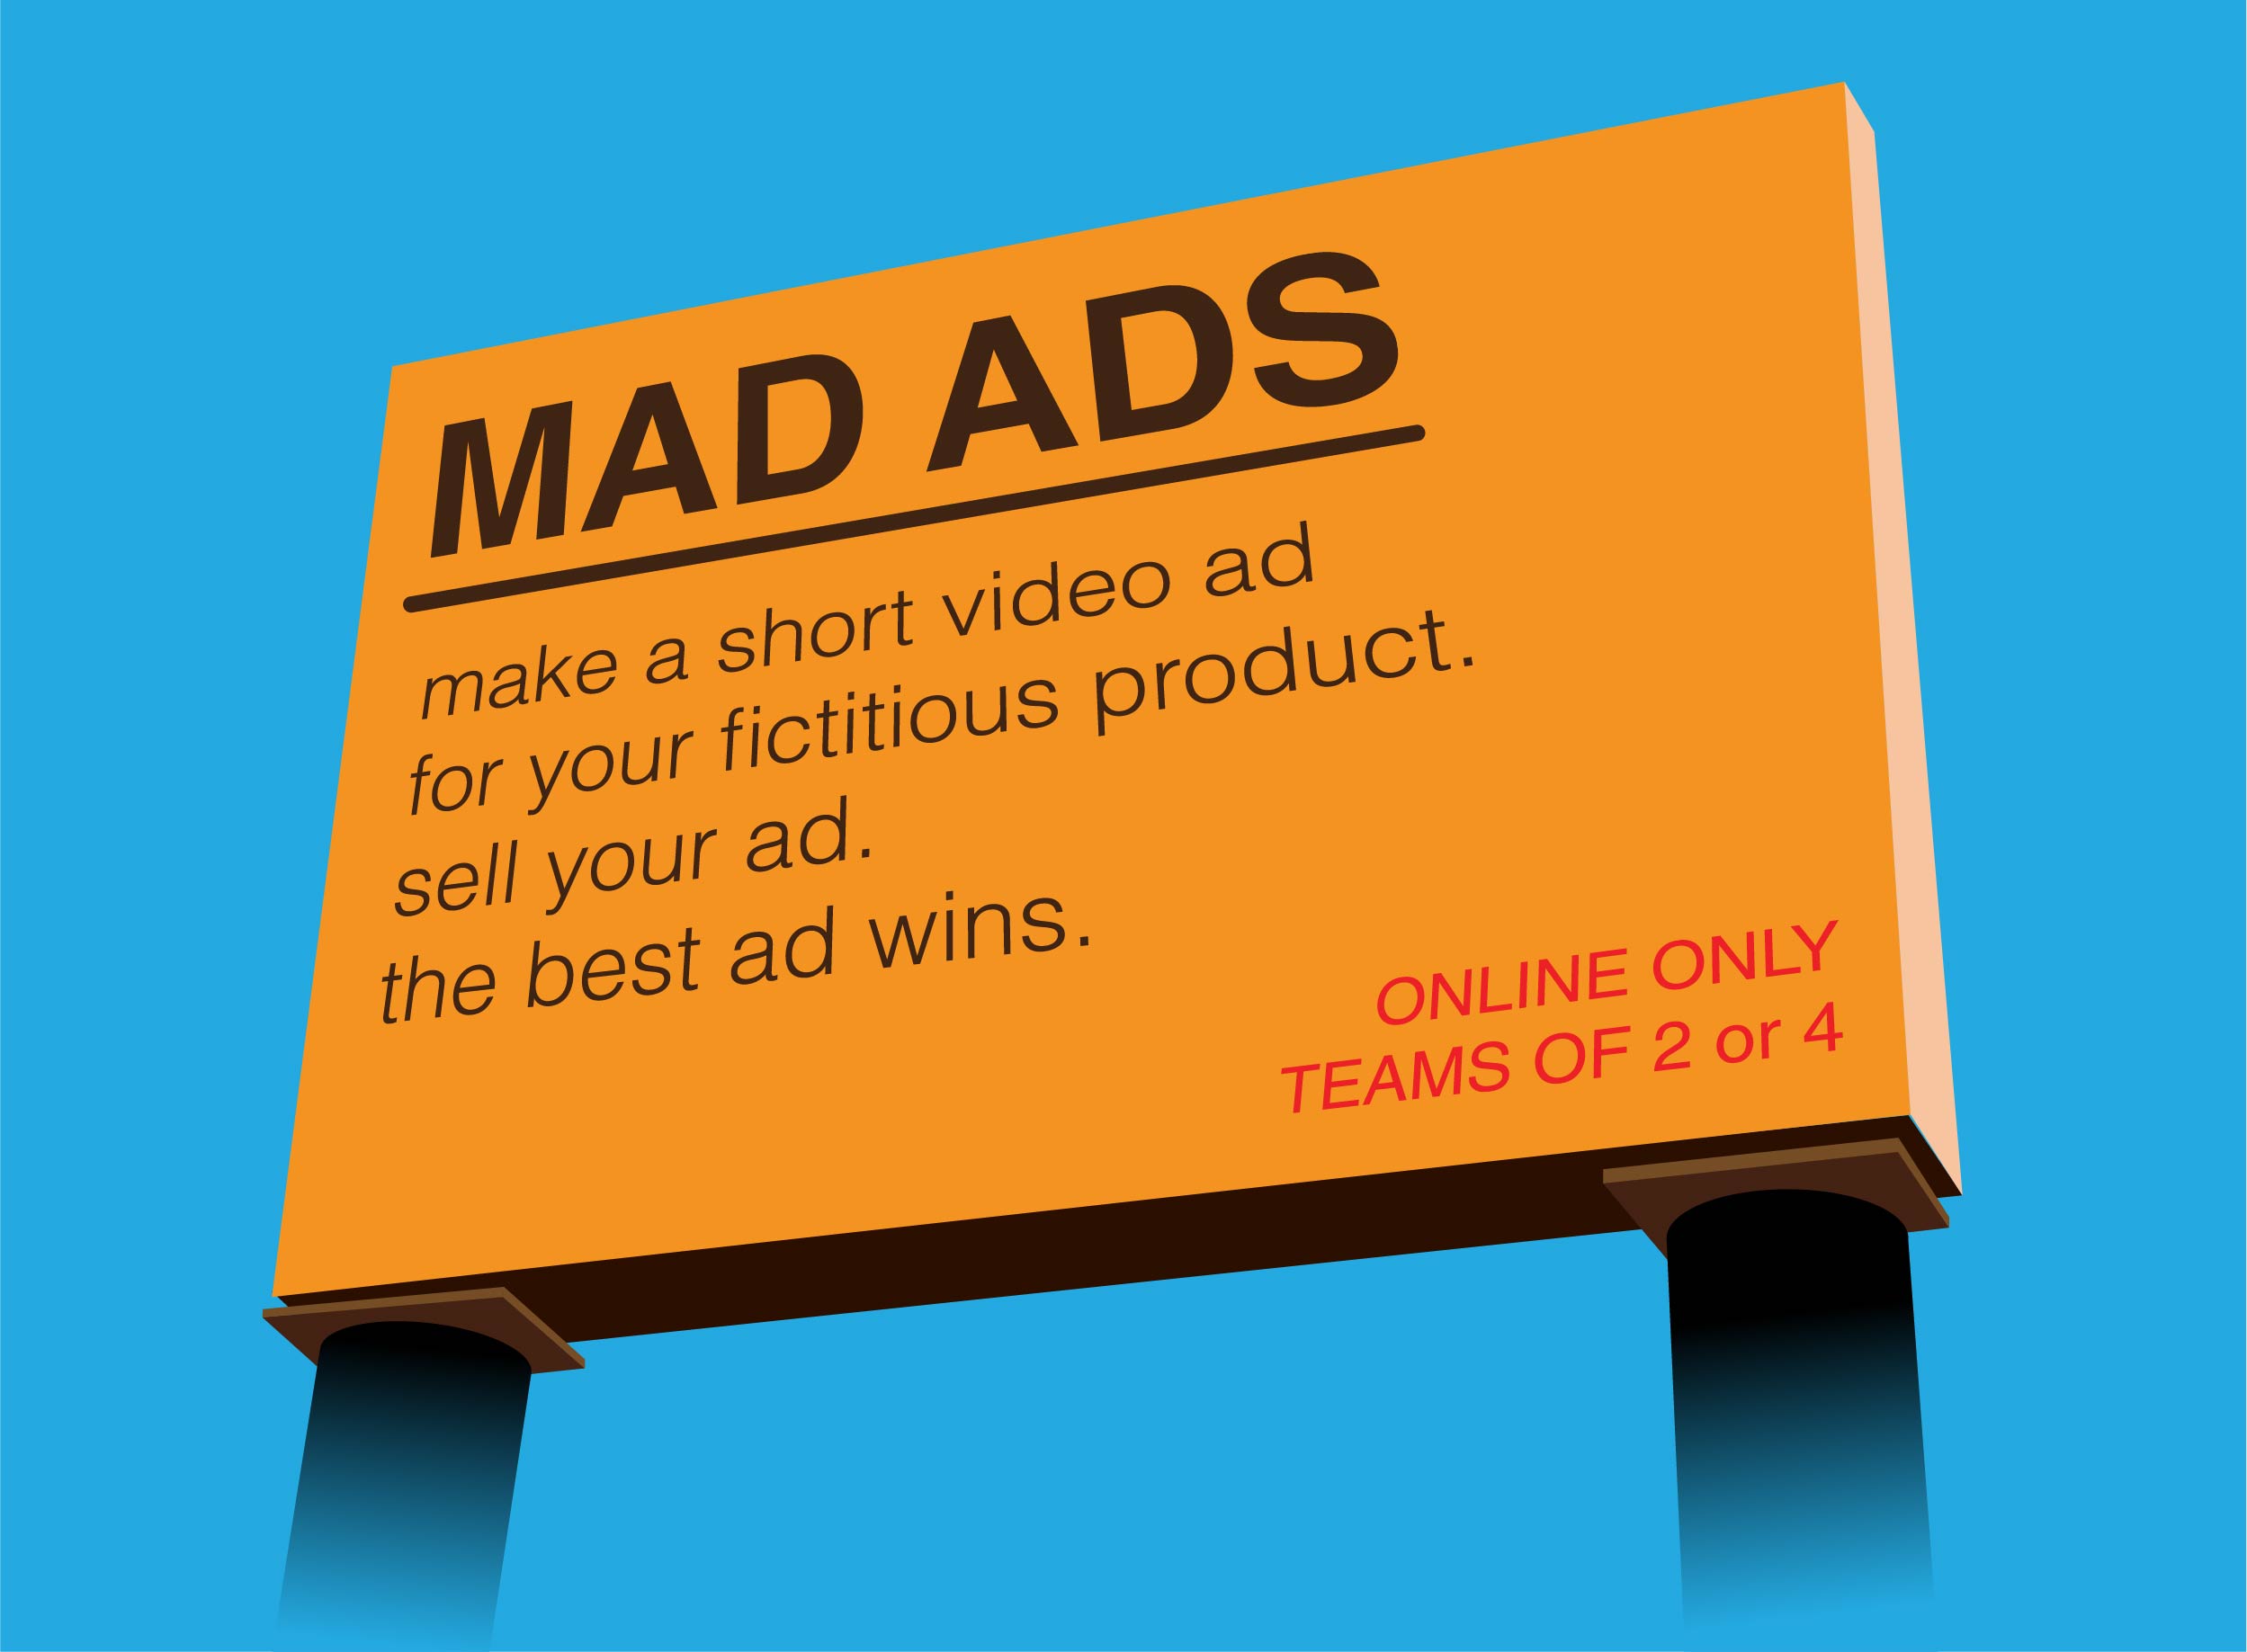 MAD ADS
make a short video ad
for your fictitious product.
sell your ad.
the best ad wins.
ONLINE ONLY
TEAMS OF 2 or 4